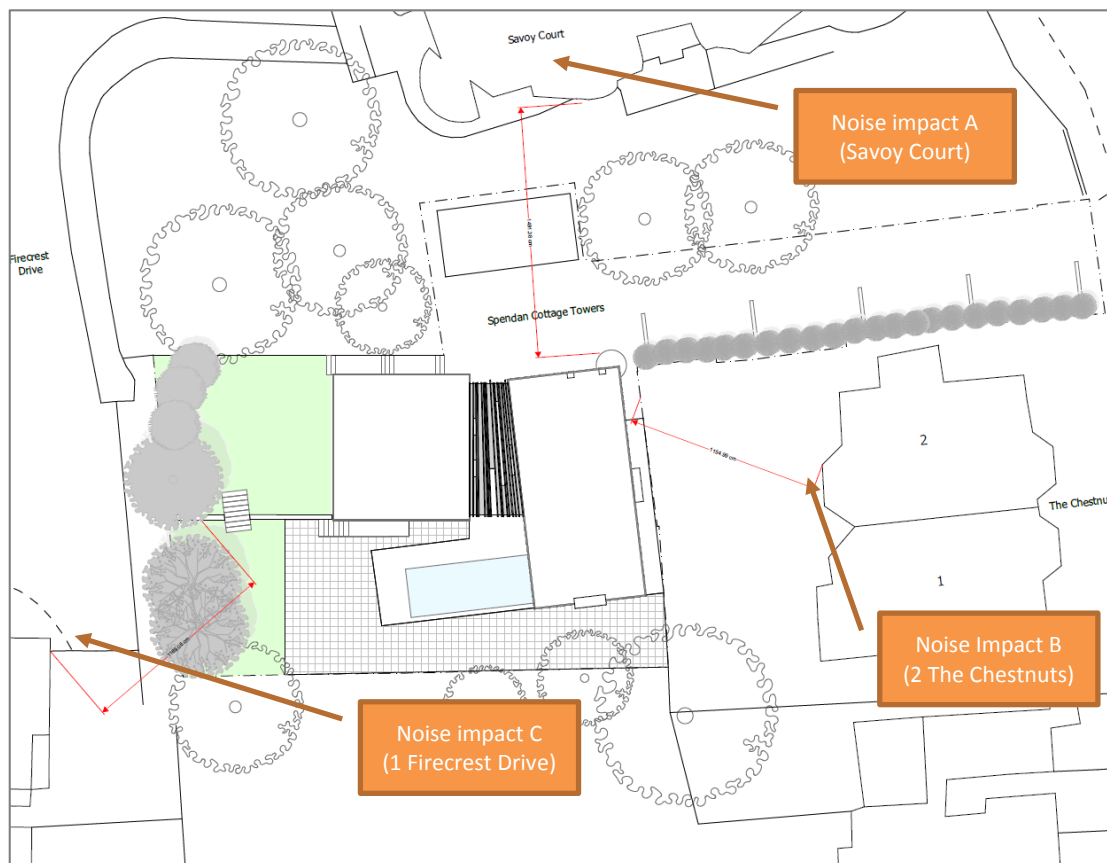 Savoy Court
Noise impact A
(Savoy Court)
Firecrest
Drive
Spendan Cottage Towers
2
The Chestnu
1
Noise Impact B
(2 The Chestnuts)
Noise impact C
(1 Firecrest Drive)